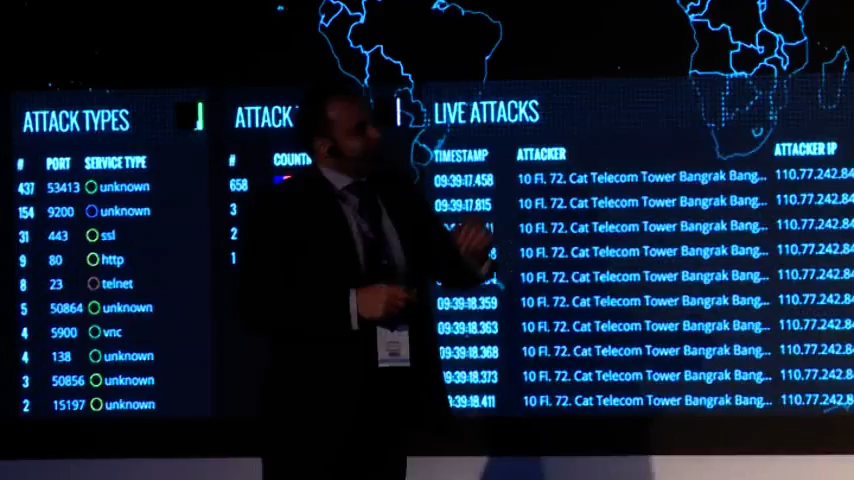 ATTACK TYPES
# PORT SERVICE TYPE
437 53413 unknown
154 9200 unknown
31 443 ssl
9 80 http
8 23 telnet
5 50864 unknown
4 5900 vnc
4 138 unknown
3 50856 unknown
2 15197 unknown
ATTACK
#
658
3
2
1
LIVE ATTACKS
TIMESTAMP ATTACKER ATTACKER IP
09:39:17.458 10 Fl. 72. Cat Telecom Tower Bangrak Bang... 110.77.242.84
09:39:17.815 10 Fl. 72. Cat Telecom Tower Bangrak Bang... 110.77.242.84
10 Fl. 72. Cat Telecom Tower Bangrak Bang... 110.77.242.84
10 Fl. 72. Cat Telecom Tower Bangrak Bang... 110.77.242.84
10 Fl. 72. Cat Telecom Tower Bangrak Bang... 110.77.242.84
09:39:18.359 10 Fl. 72. Cat Telecom Tower Bangrak Bang... 110.77.242.84
09:39:18.363 10 Fl. 72. Cat Telecom Tower Bangrak Bang... 110.77.242.84
09:39:18.368 10 Fl. 72. Cat Telecom Tower Bangrak Bang... 110.77.242.8
09:39:18.373 10 Fl. 72. Cat Telecom Tower Bangrak Bang... 110.77.242.8
09:39:18.411 10 Fl. 72. Cat Telecom Tower Bangrak Bang... 110.77.242.8